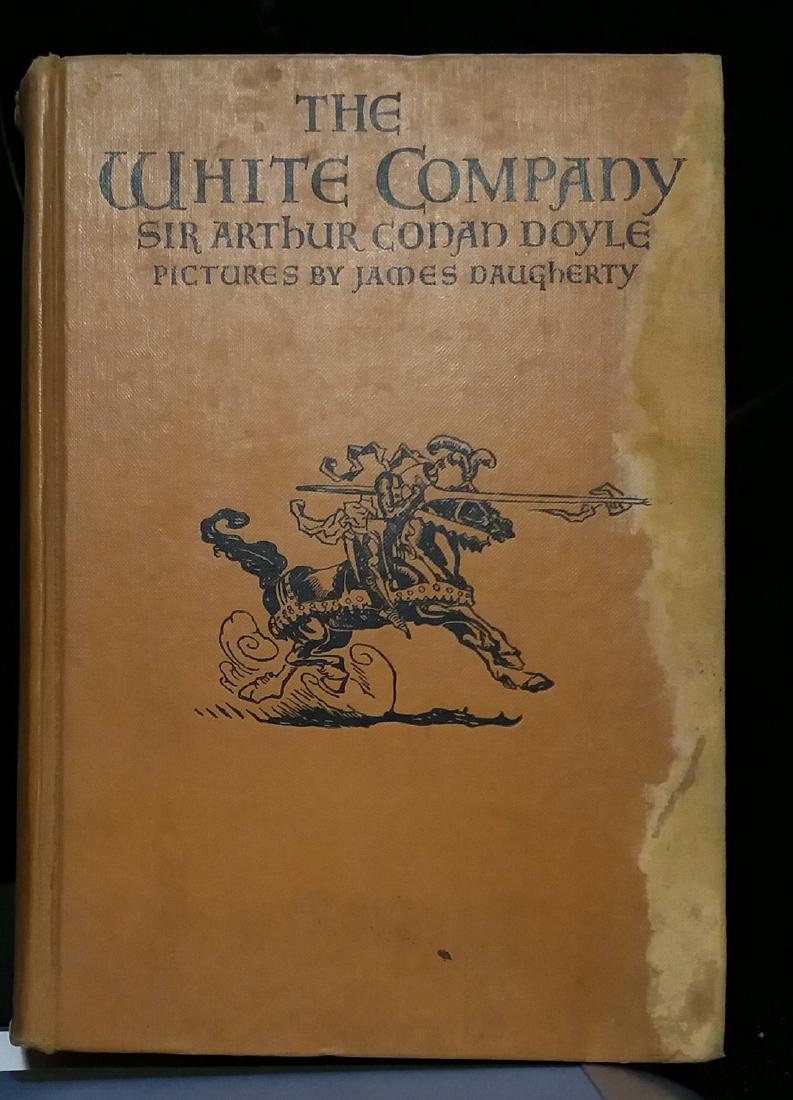 THE
WHITE COMPANY
SIR ARTHUR CONAN DOYLE
PICTURES BY JAMES DAUGHERTY